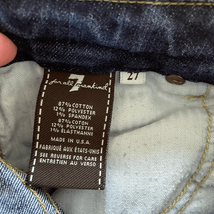 7
for all mankind
27
87% COTTON
12% POLYESTER
1% SPANDEX
87% COTON
12% POLYESTER
1% ELASTHANNE
MADE IN U.S.A.
FABRIQUE AUX ÉTATS-UNIS
SEE REVERSE FOR CARE
ENTRETIEN AU VERSO